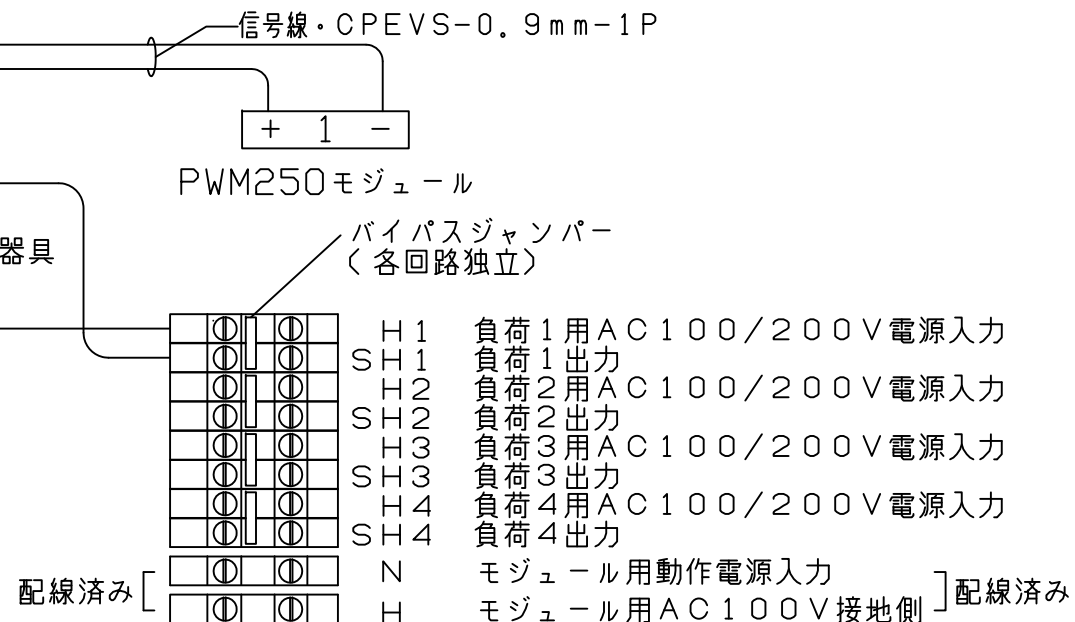 信号線・CPEVS-0.9mm-1P
+ 1 -
PWM250モジュール
バイパスジャンパー
(各回路独立)
器具
H1 負荷1用AC100/200V電源入力
SH1 負荷1出力
H2 負荷2用AC100/200V電源入力
SH2 負荷2出力
H3 負荷3用AC100/200V電源入力
SH3 負荷3出力
H4 負荷4用AC100/200V電源入力
SH4 負荷4出力
N モジュール用動作電源入力
配線済み
配線済み
H モジュール用AC100V接地側